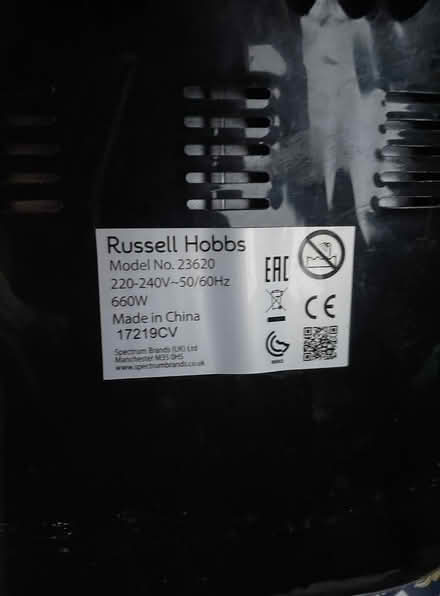 Russell Hobbs
Model No. 23620
220-240V~50/60Hz
660W
Made in China
17219CV
Spectrum Brands (UK) Ltd
Manchester M35 0HS
www.spectrumbrands.co.uk
EAC
CE